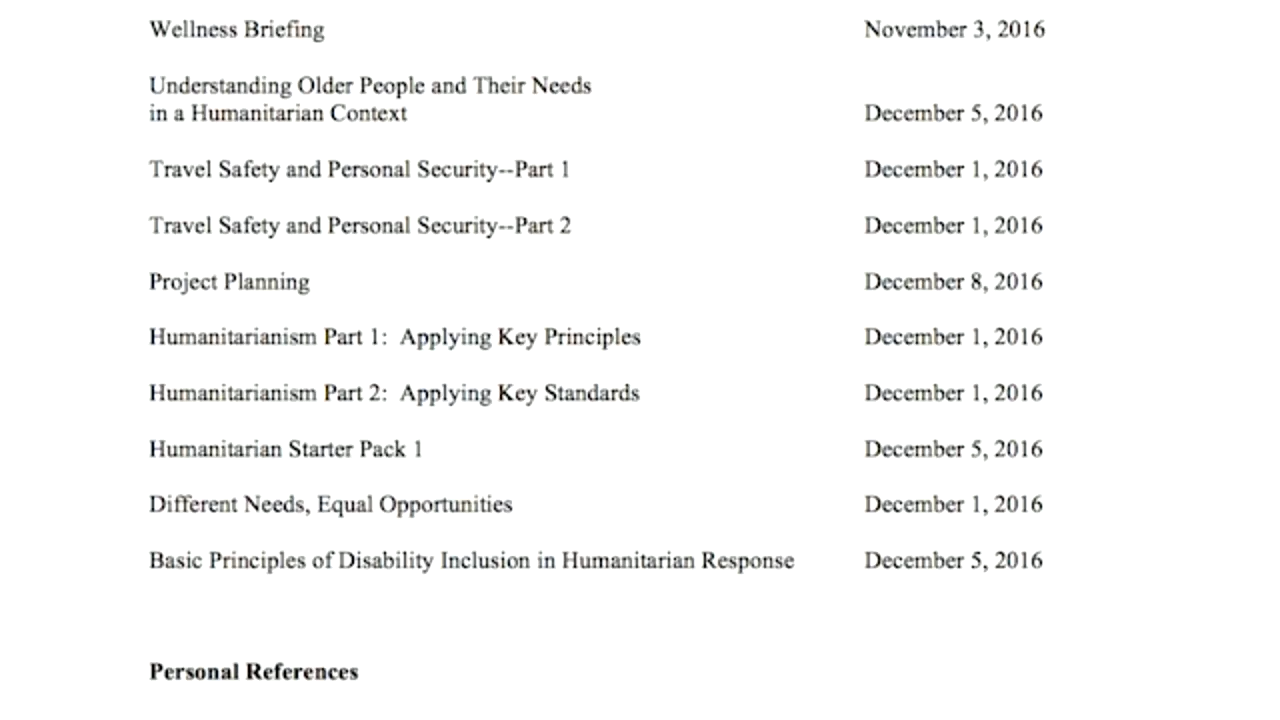 Wellness Briefing November 3, 2016
Understanding Older People and Their Needs
in a Humanitarian Context December 5, 2016
Travel Safety and Personal Security--Part 1 December 1, 2016
Travel Safety and Personal Security--Part 2 December 1, 2016
Project Planning December 8, 2016
Humanitarianism Part 1:  Applying Key Principles December 1, 2016
Humanitarianism Part 2:  Applying Key Standards December 1, 2016
Humanitarian Starter Pack 1 December 5, 2016
Different Needs, Equal Opportunities December 1, 2016
Basic Principles of Disability Inclusion in Humanitarian Response December 5, 2016
Personal References